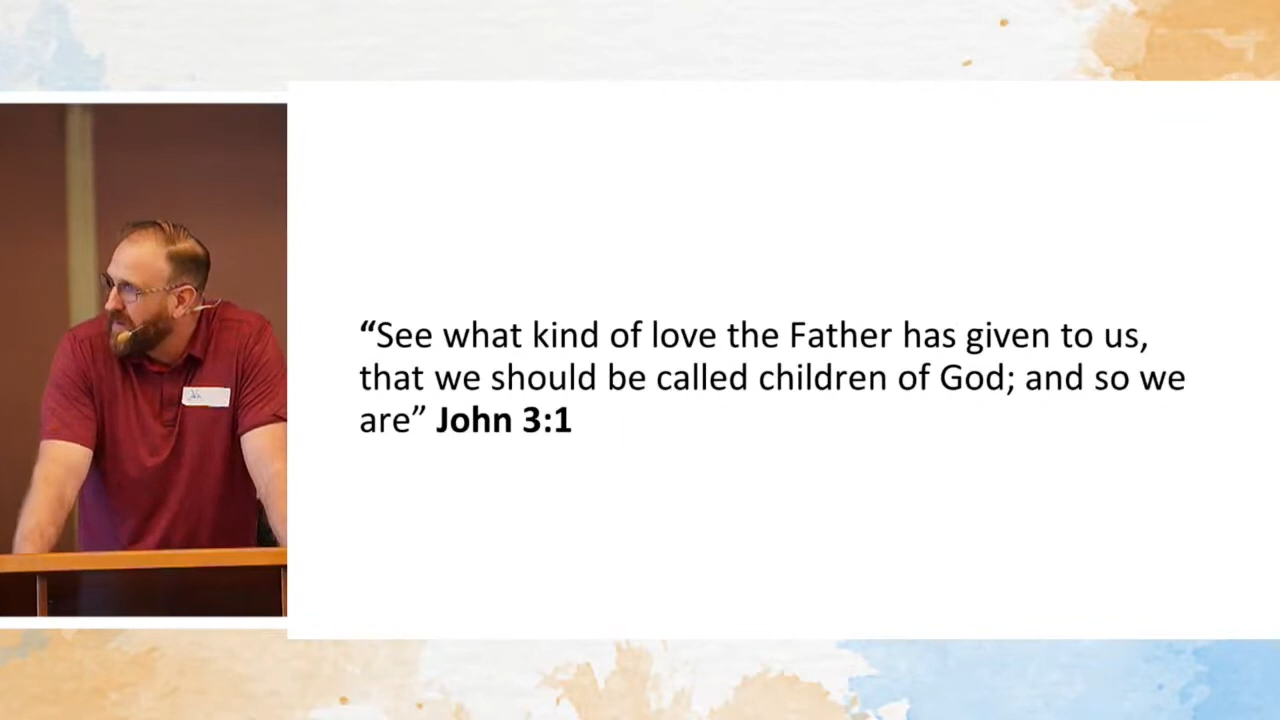 “See what kind of love the Father has given to us,
that we should be called children of God; and so we
are” John 3:1